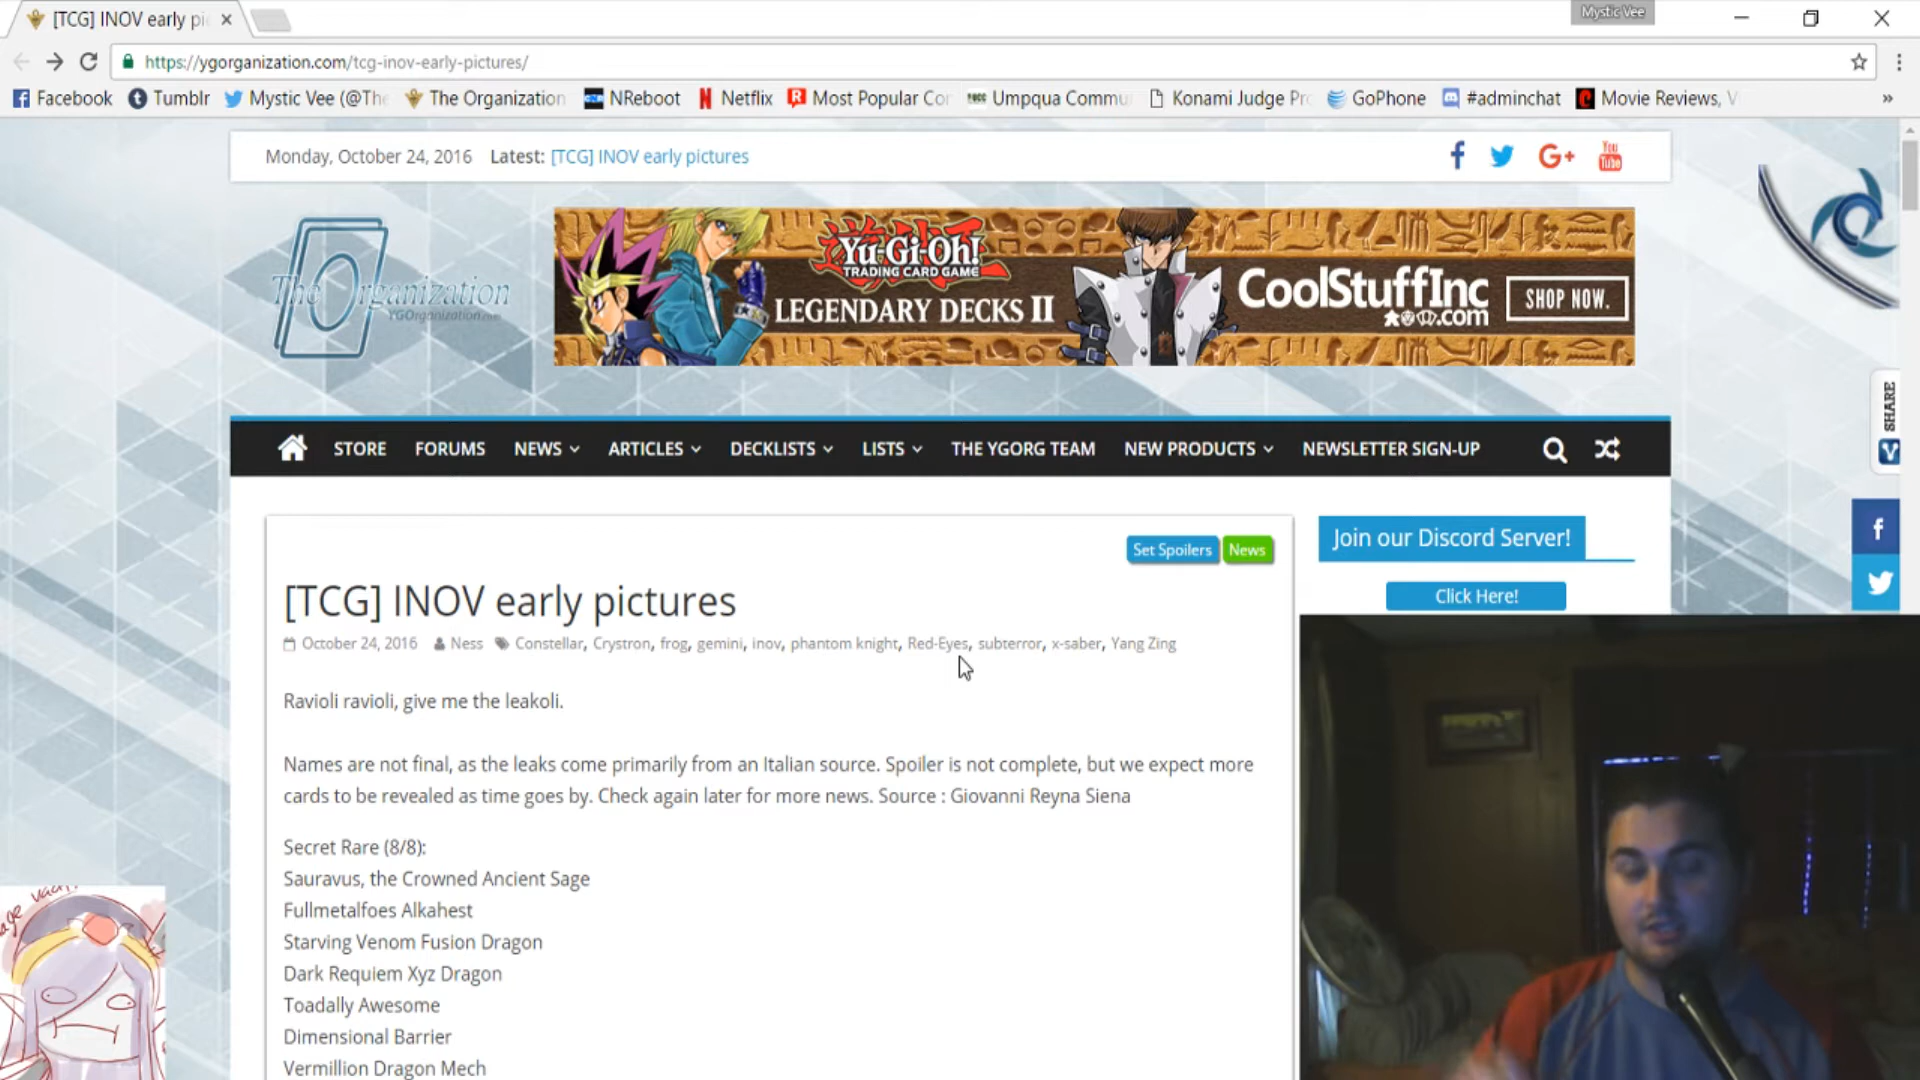 [TCG] INOV early pi
Mystic Vee
https://ygorganization.com/tcg-inov-early-pictures/
Facebook Tumblr Mystic Vee (@The The Organization NReboot Netflix Most Popular Cor Umpqua Commu Konami Judge Pro GoPhone #adminchat Movie Reviews, V »
Monday, October 24, 2016 Latest: [TCG] INOV early pictures
G+ You Tube
The Organization
YGOrganization.com
Yu-Gi-Oh!
TRADING CARD GAME
LEGENDARY DECKS II
CoolStuffInc
.com
SHOP NOW.
SHARE
STORE FORUMS NEWS ARTICLES DECKLISTS LISTS THE YGORG TEAM NEW PRODUCTS NEWSLETTER SIGN-UP
Set Spoilers News
Join our Discord Server!
Click Here!
[TCG] INOV early pictures
October 24, 2016 Ness Constellar, Crystron, frog, gemini, inov, phantom knight, Red-Eyes, subterror, x-saber, Yang Zing
Ravioli ravioli, give me the leakoli.
Names are not final, as the leaks come primarily from an Italian source. Spoiler is not complete, but we expect more
cards to be revealed as time goes by. Check again later for more news. Source : Giovanni Reyna Siena
Secret Rare (8/8):
Sauravus, the Crowned Ancient Sage
Fullmetalfoes Alkahest
Starving Venom Fusion Dragon
Dark Requiem Xyz Dragon
Toadally Awesome
Dimensional Barrier
Vermillion Dragon Mech